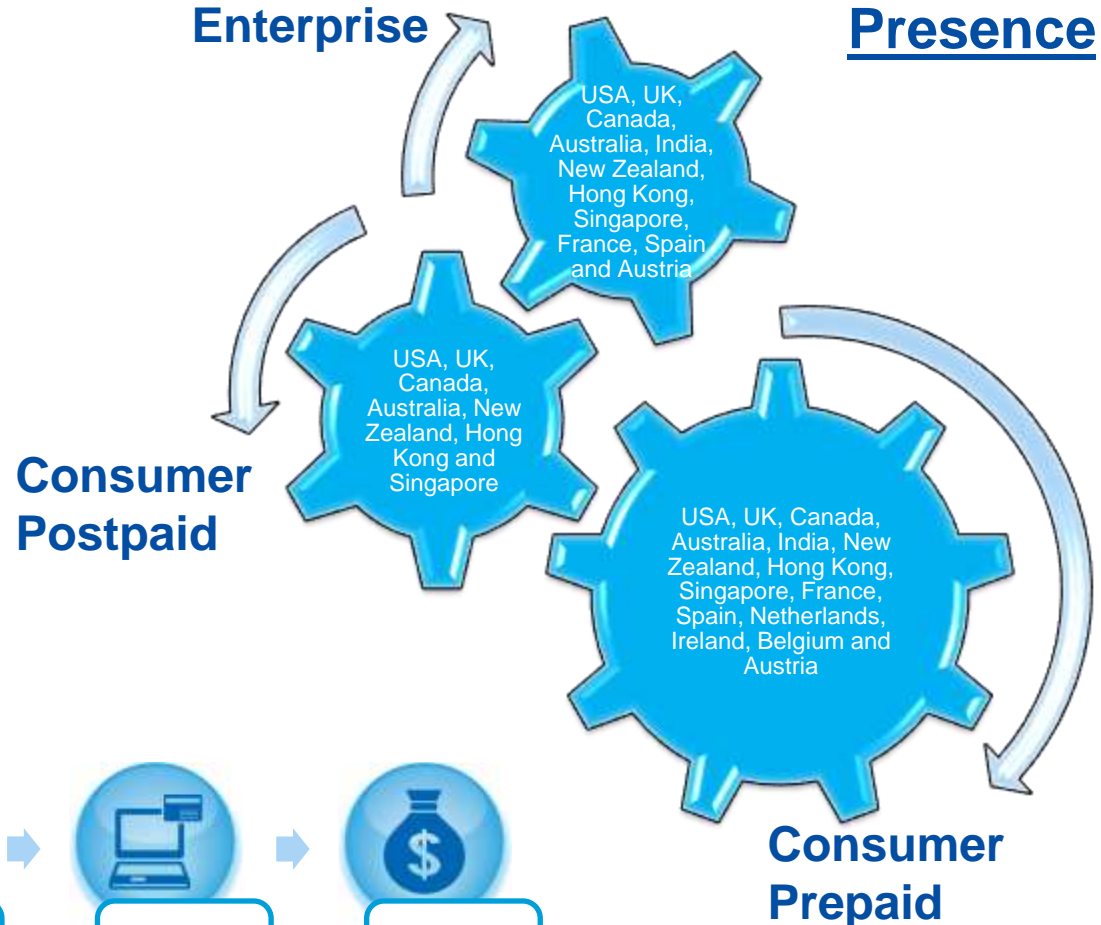 Enterprise
Presence
USA, UK,
Canada,
Australia, India,
New Zealand,
Hong Kong,
Singapore,
France, Spain
and Austria
USA, UK,
Canada,
Australia, New
Zealand, Hong
Kong and
Singapore
Consumer
Postpaid
USA, UK, Canada,
Australia, India, New
Zealand, Hong Kong,
Singapore, France,
Spain, Netherlands,
Ireland, Belgium and
Austria
$
Consumer
Prepaid